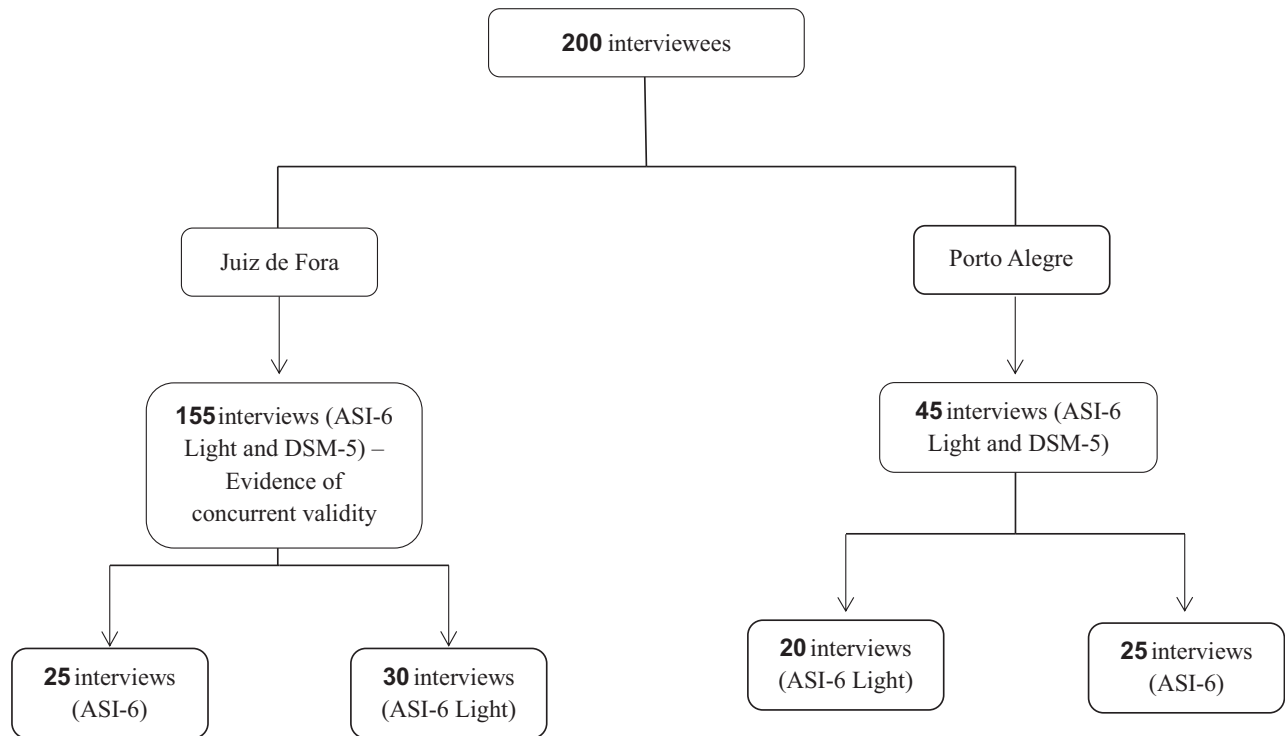 200 interviewees
Juiz de Fora
Porto Alegre
155 interviews (ASI-6
Light and DSM-5) –
Evidence of
concurrent validity
45 interviews (ASI-6
Light and DSM-5)
25 interviews
(ASI-6)
30 interviews
(ASI-6 Light)
20 interviews
(ASI-6 Light)
25 interviews
(ASI-6)